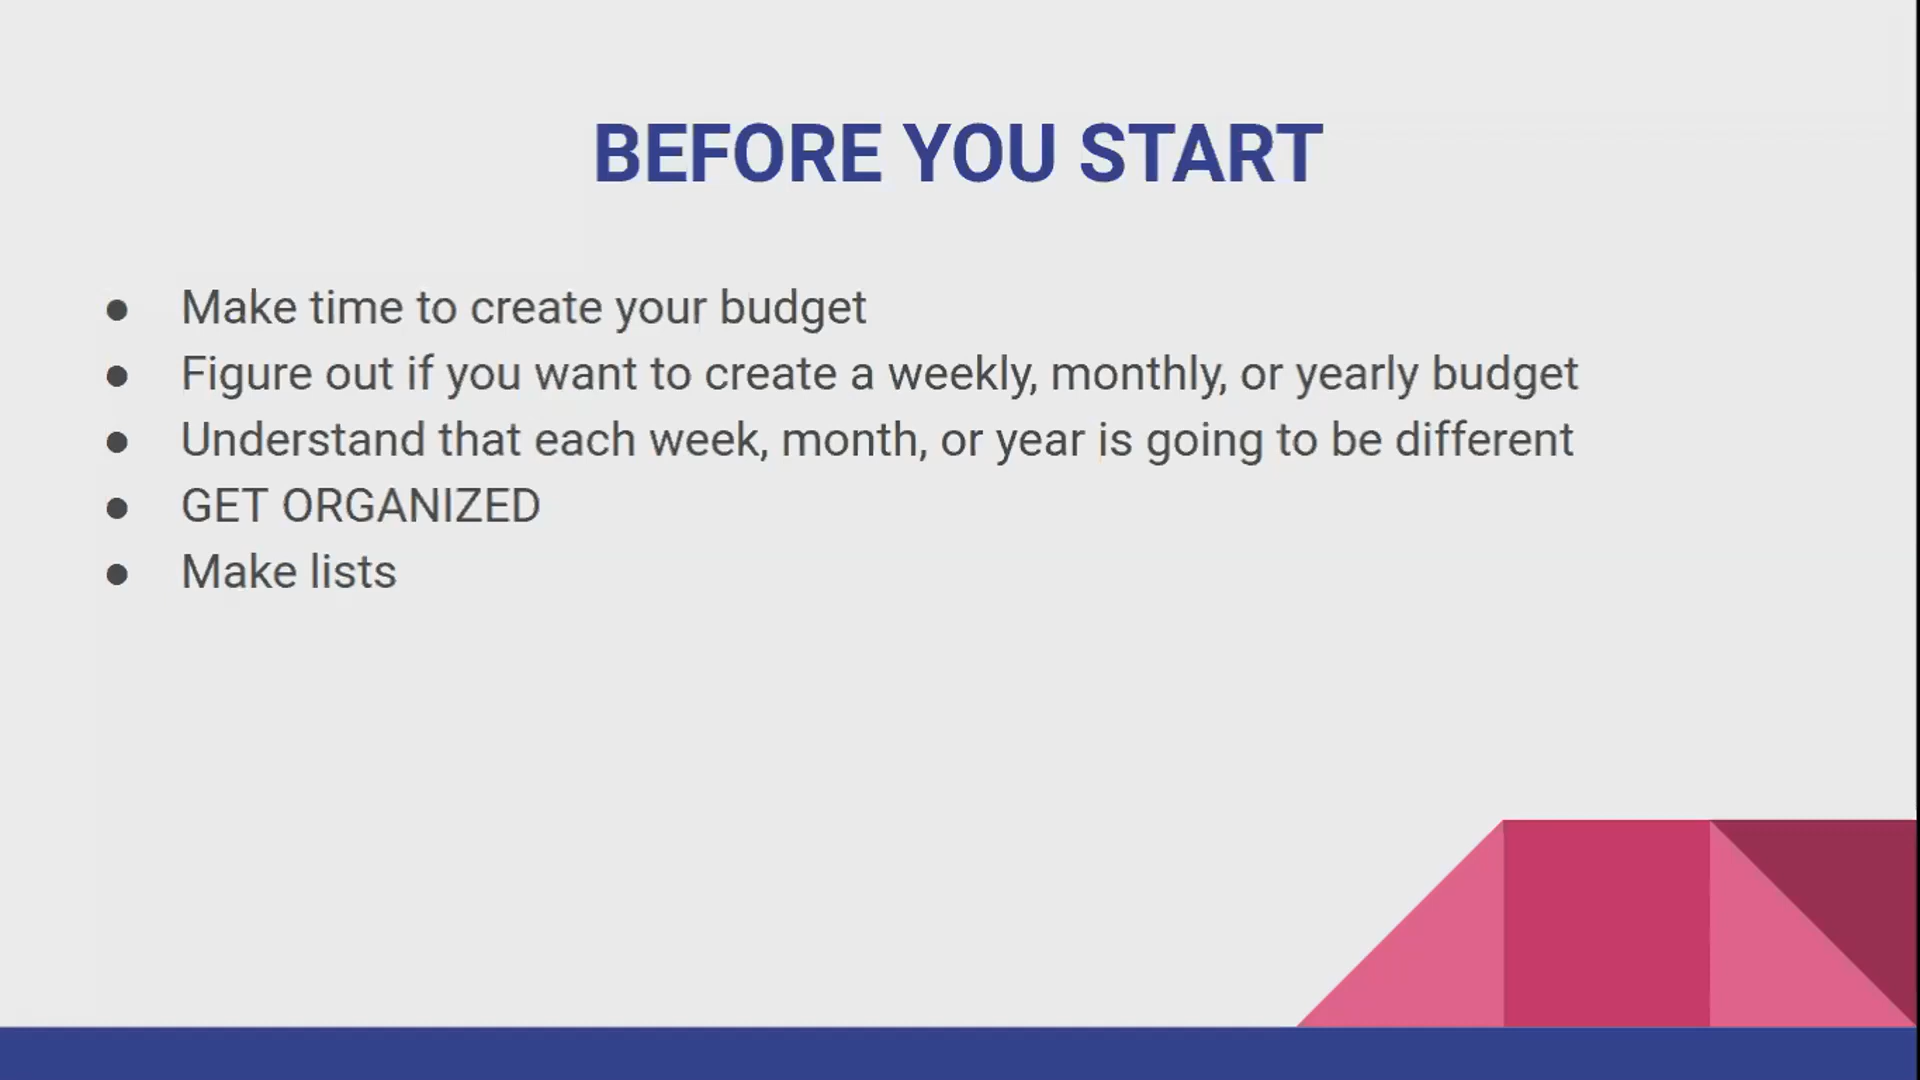 BEFORE YOU START
● Make time to create your budget
● Figure out if you want to create a weekly, monthly, or yearly budget
● Understand that each week, month, or year is going to be different
● GET ORGANIZED
● Make lists